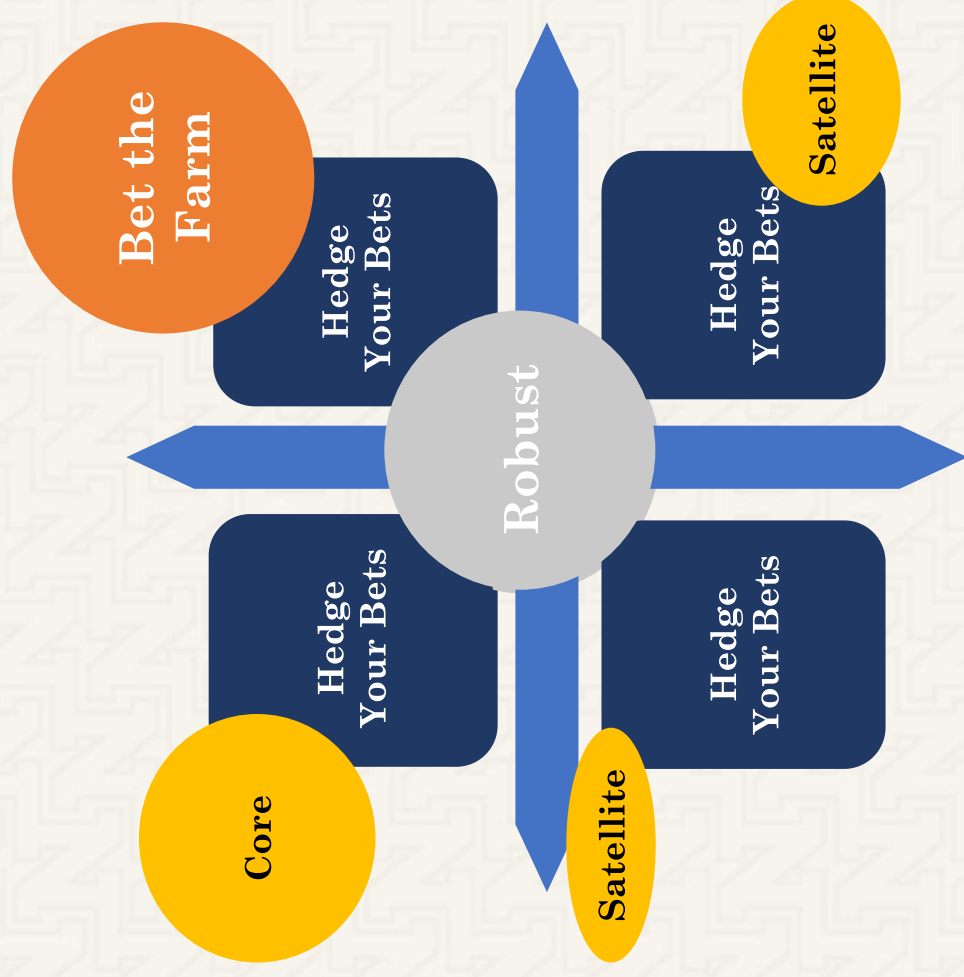 Bet the
Farm
Core
Hedge
Your Bets
Hedge
Your Bets
Robust
Satellite
Hedge
Your Bets
Hedge
Your Bets
Satellite